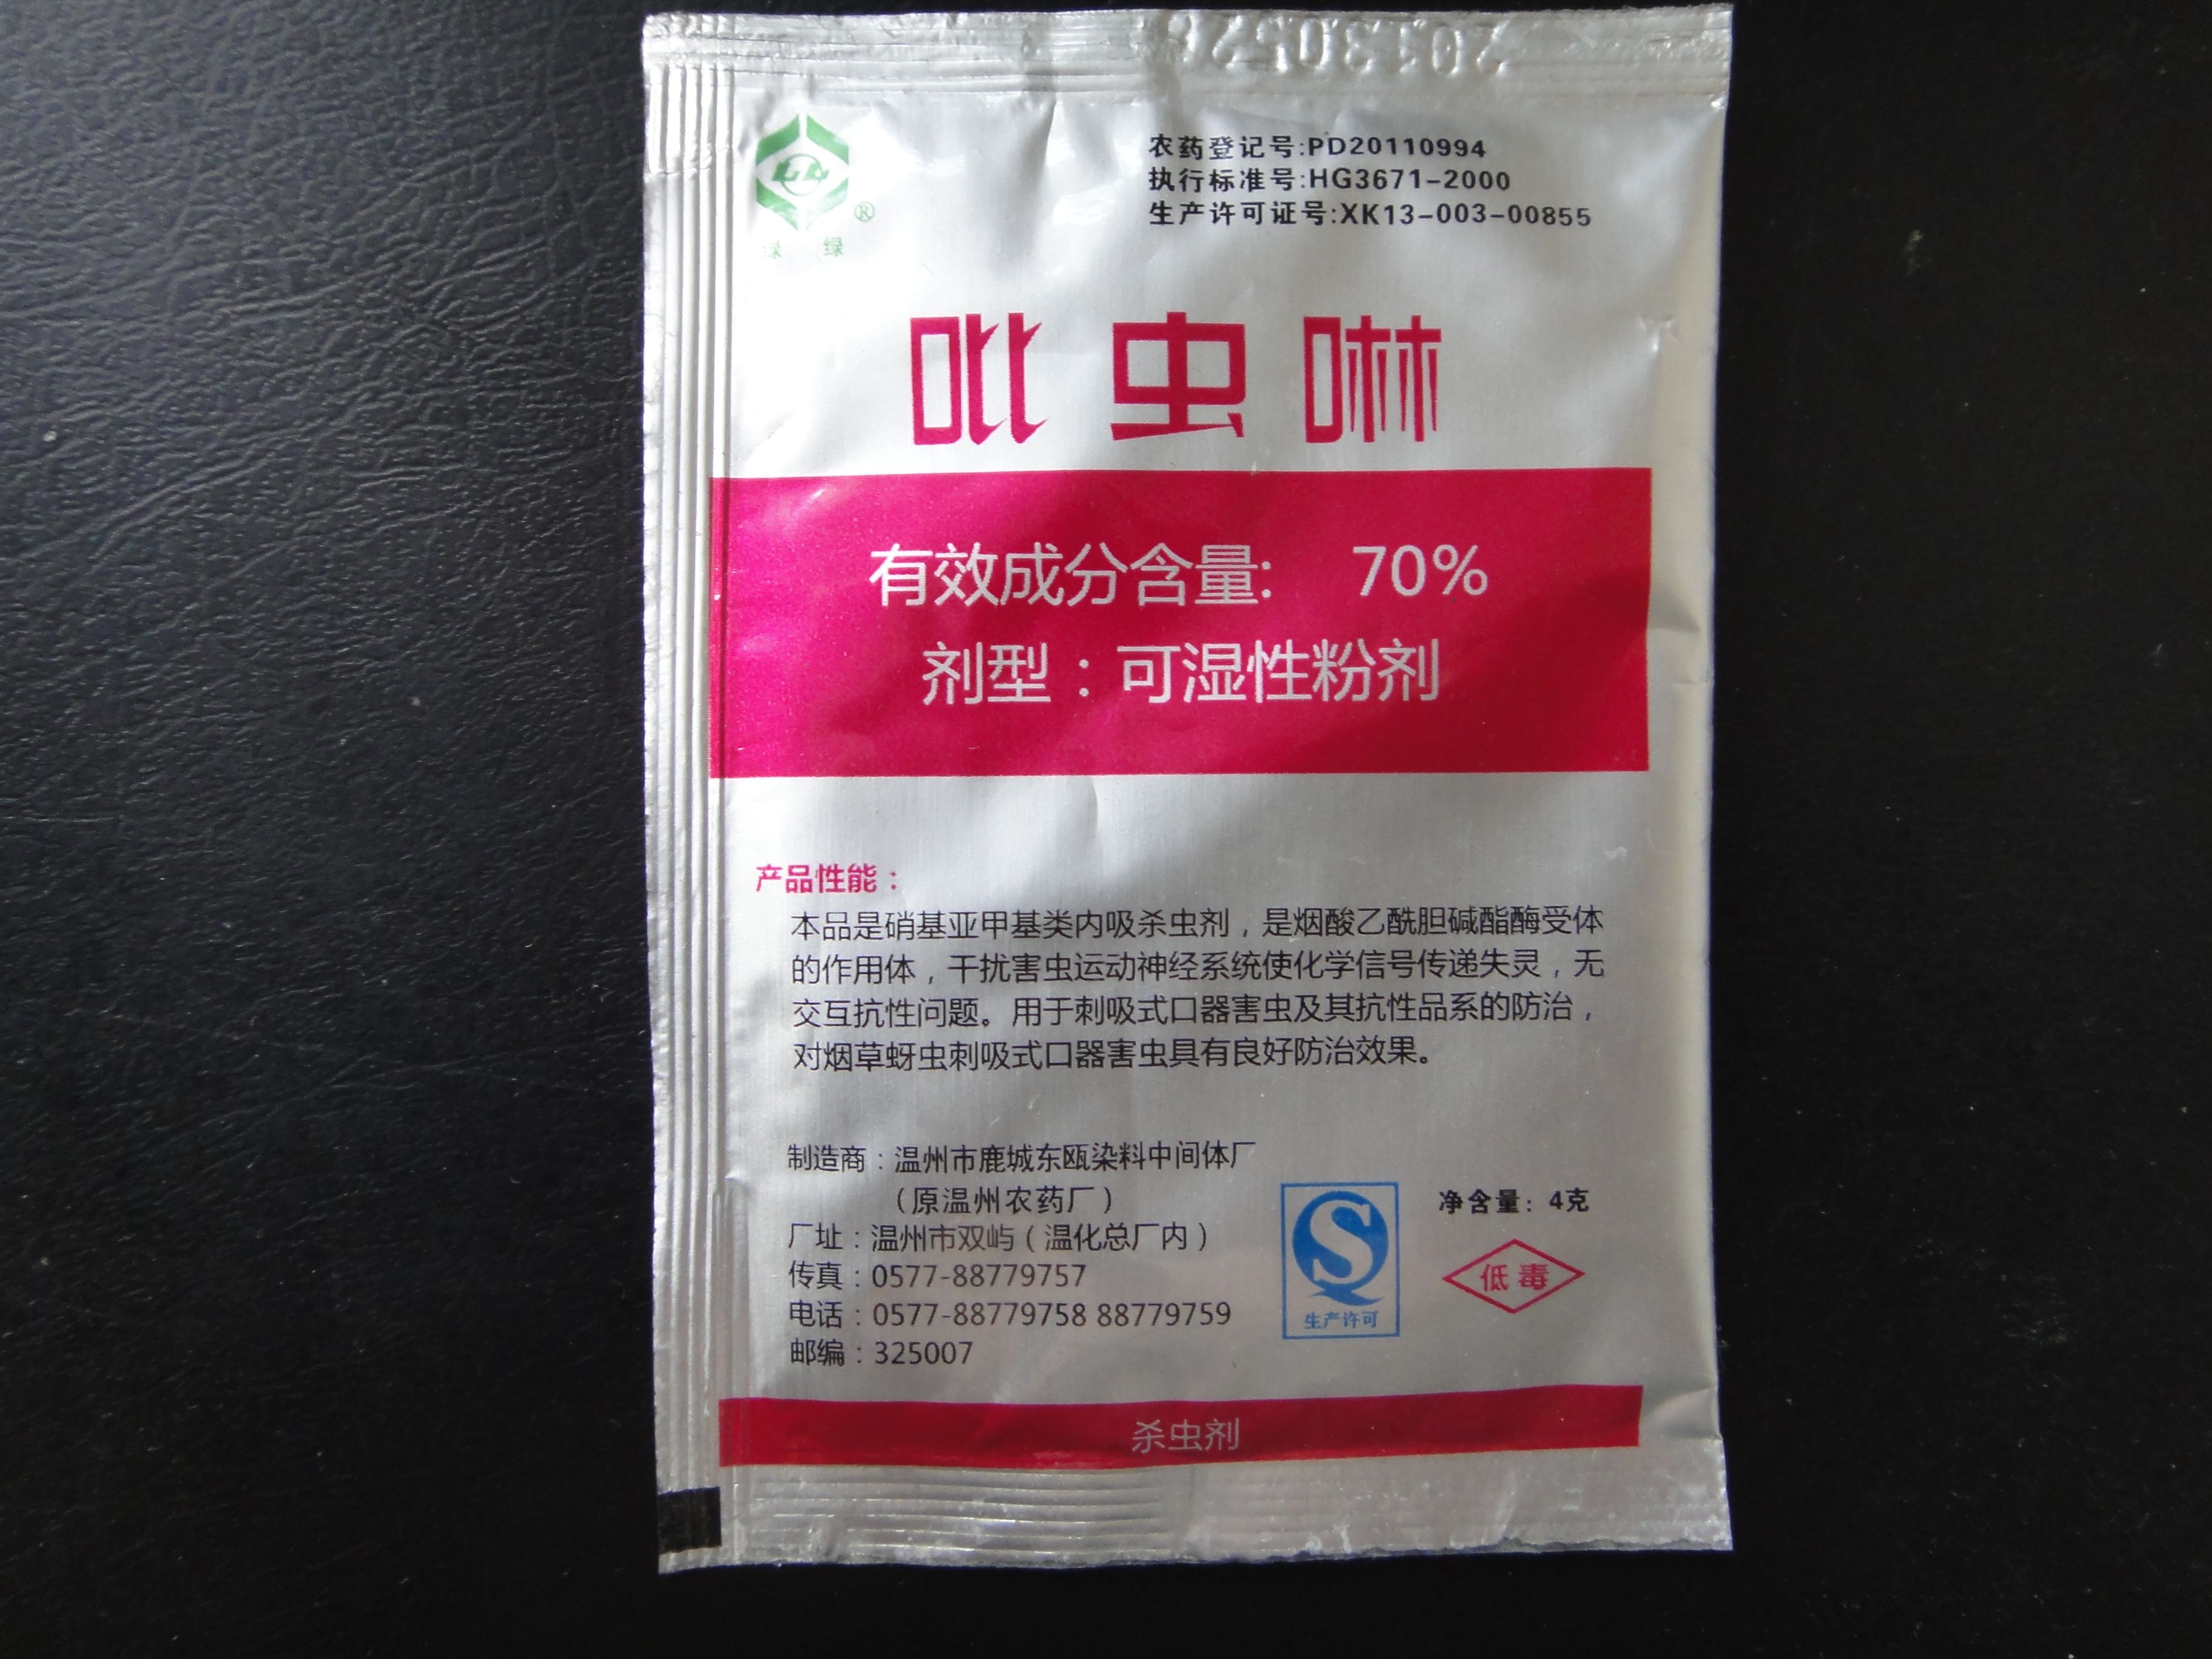 20130528
农药登记号:PD20110994
执行标准号:HG3671-2000
生产许可证号:XK13-003-00855
LL
®
绿 绿
吡虫啉
有效成分含量: 70%
剂型：可湿性粉剂
产品性能：
本品是硝基亚甲基类内吸杀虫剂，是烟酸乙酰胆碱酯酶受体
的作用体，干扰害虫运动神经系统使化学信号传递失灵，无
交互抗性问题。用于刺吸式口器害虫及其抗性品系的防治，
对烟草蚜虫刺吸式口器害虫具有良好防治效果。
制造商：温州市鹿城东瓯染料中间体厂
（原温州农药厂）
厂址：温州市双屿（温化总厂内）
传真：0577-88779757
电话：0577-88779758 88779759
邮编：325007
生产许可
净含量：4克
低毒
杀虫剂